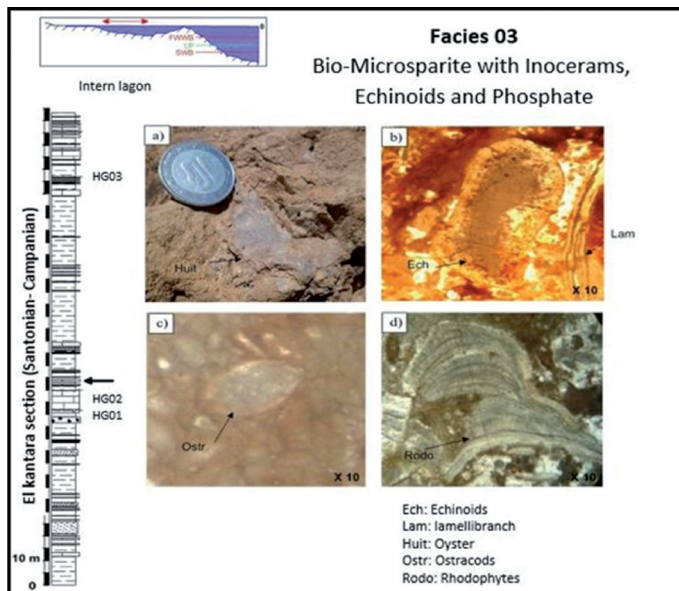 FWWB
UP
SWB
Intern lagon
Facies 03
Bio-Microsparite with Inocerams,
Echinoids and Phosphate
El kantara section (Santonian- Campanian)
HG03
HG02
HG01
10 m
0
a)
Huit
b)
Ech
Lam
X 10
c)
Ostr.
X 10
d)
Rodo
X 10
Ech: Echinoids
Lam: lamellibranch
Huit: Oyster
Ostr: Ostracods
Rodo: Rhodophytes